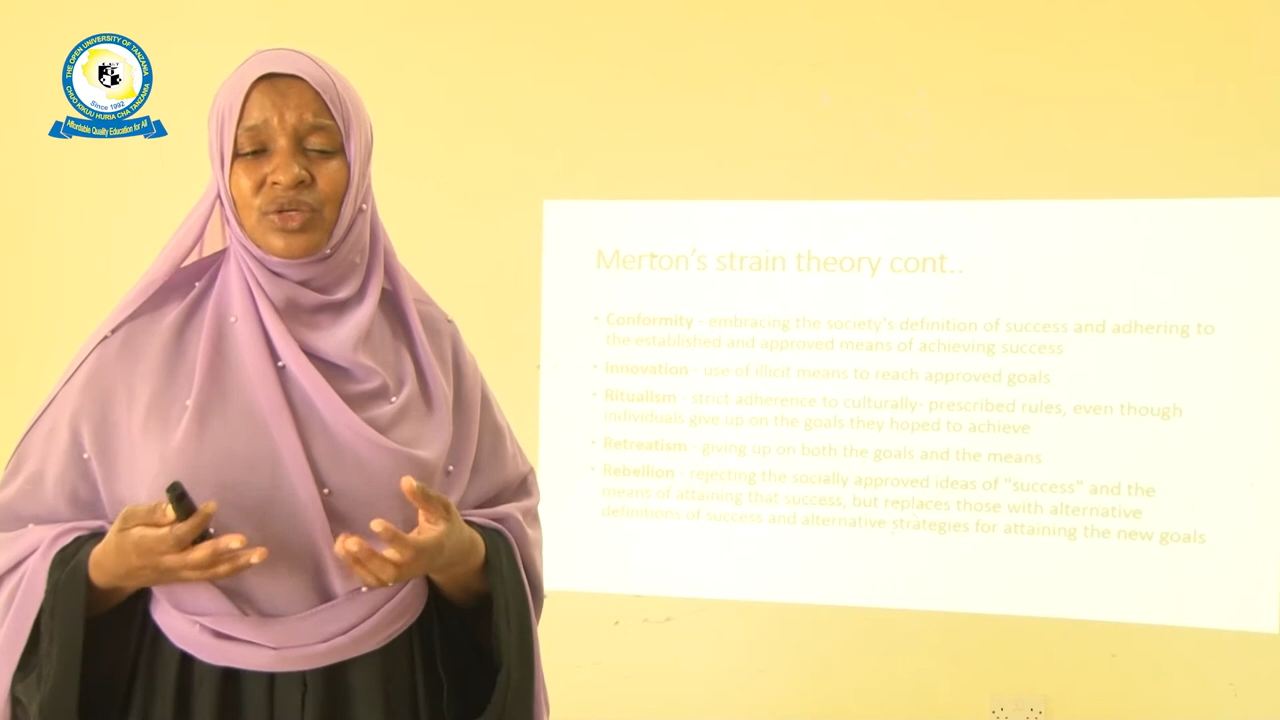 THE OPEN UNIVERSITY OF TANZANIA
CHUO KIKUU HURIA CHA TANZANIA
Since 1992
Affordable Quality Education for All
Merton's strain theory cont..
• Conformity - embracing the society's definition of success and adhering to
the established and approved means of achieving success
• Innovation - use of illicit means to reach approved goals
• Ritualism - strict adherence to culturally- prescribed rules, even though
individuals give up on the goals they hoped to achieve
• Retreatism - giving up on both the goals and the means
• Rebellion - rejecting the socially approved ideas of "success" and the
means of attaining that success, but replaces those with alternative
definitions of success and alternative strategies for attaining the new goals